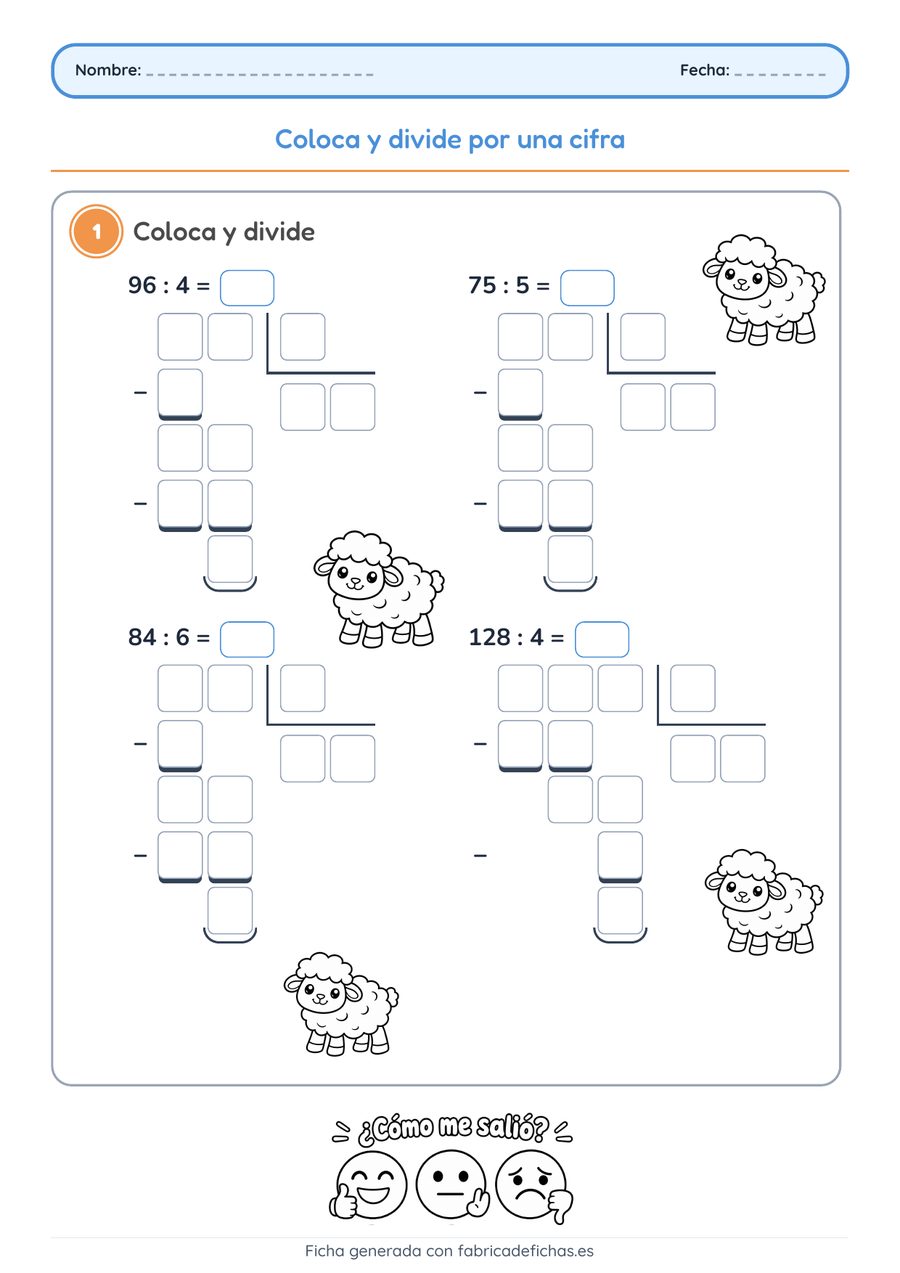 Nombre: Fecha:
Coloca y divide por una cifra
1 Coloca y divide
96 : 4 = 75 : 5 =
−
−
−
−
84 : 6 = 128 : 4 =
−
−
−
−
¿Cómo me salió?
Ficha generada con fabricadefichas.es